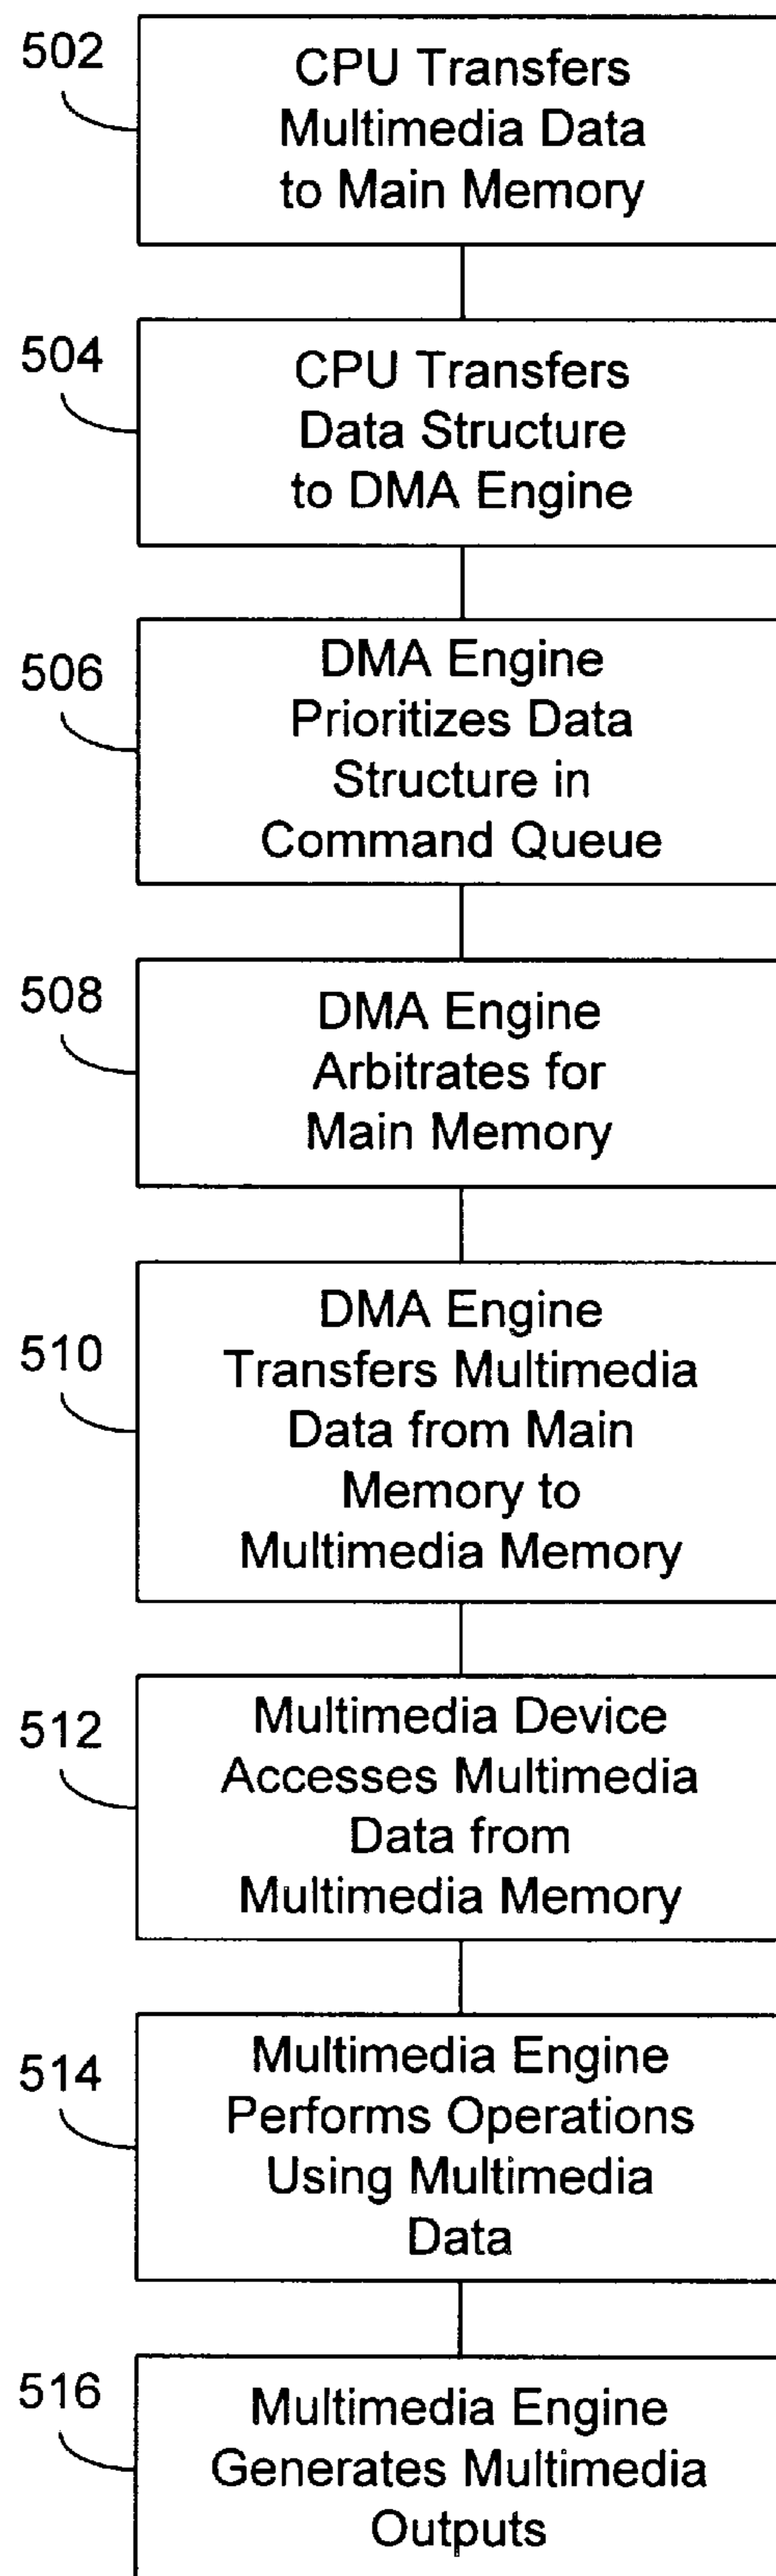 502
CPU Transfers
Multimedia Data
to Main Memory
504
CPU Transfers
Data Structure
to DMA Engine
506
DMA Engine
Prioritizes Data
Structure in
Command Queue
508
DMA Engine
Arbitrates for
Main Memory
510
DMA Engine
Transfers Multimedia
Data from Main
Memory to
Multimedia Memory
512
Multimedia Device
Accesses Multimedia
Data from
Multimedia Memory
514
Multimedia Engine
Performs Operations
Using Multimedia
Data
516
Multimedia Engine
Generates Multimedia
Outputs